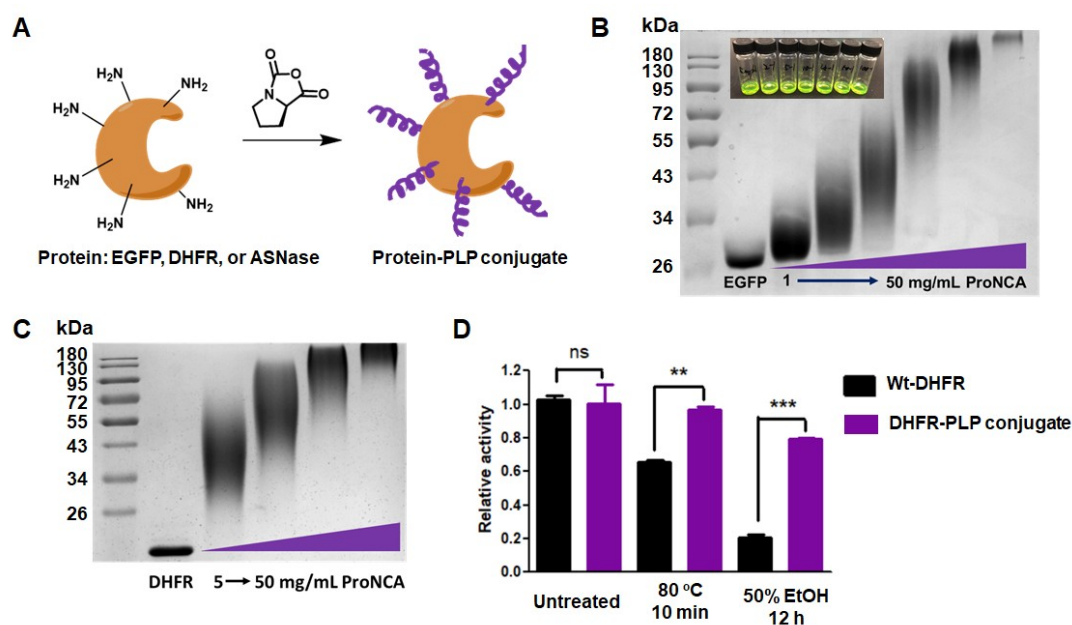 A
H₂N
NH₂
H₂N
H₂N
H₂N
NH₂
O
O
O
N
Protein: EGFP, DHFR, or ASNase
Protein-PLP conjugate
B
kDa
180
130
95
72
55
43
34
26
EGFP 1 → 50 mg/mL ProNCA
C
kDa
180
130
95
72
55
43
34
26
DHFR 5→50 mg/mL ProNCA
D
Relative activity
1.2
1.0
0.8
0.6
0.4
0.2
0.0
ns
**
***
Untreated
80 °C
10 min
50% EtOH
12 h
Wt-DHFR
DHFR-PLP conjugate